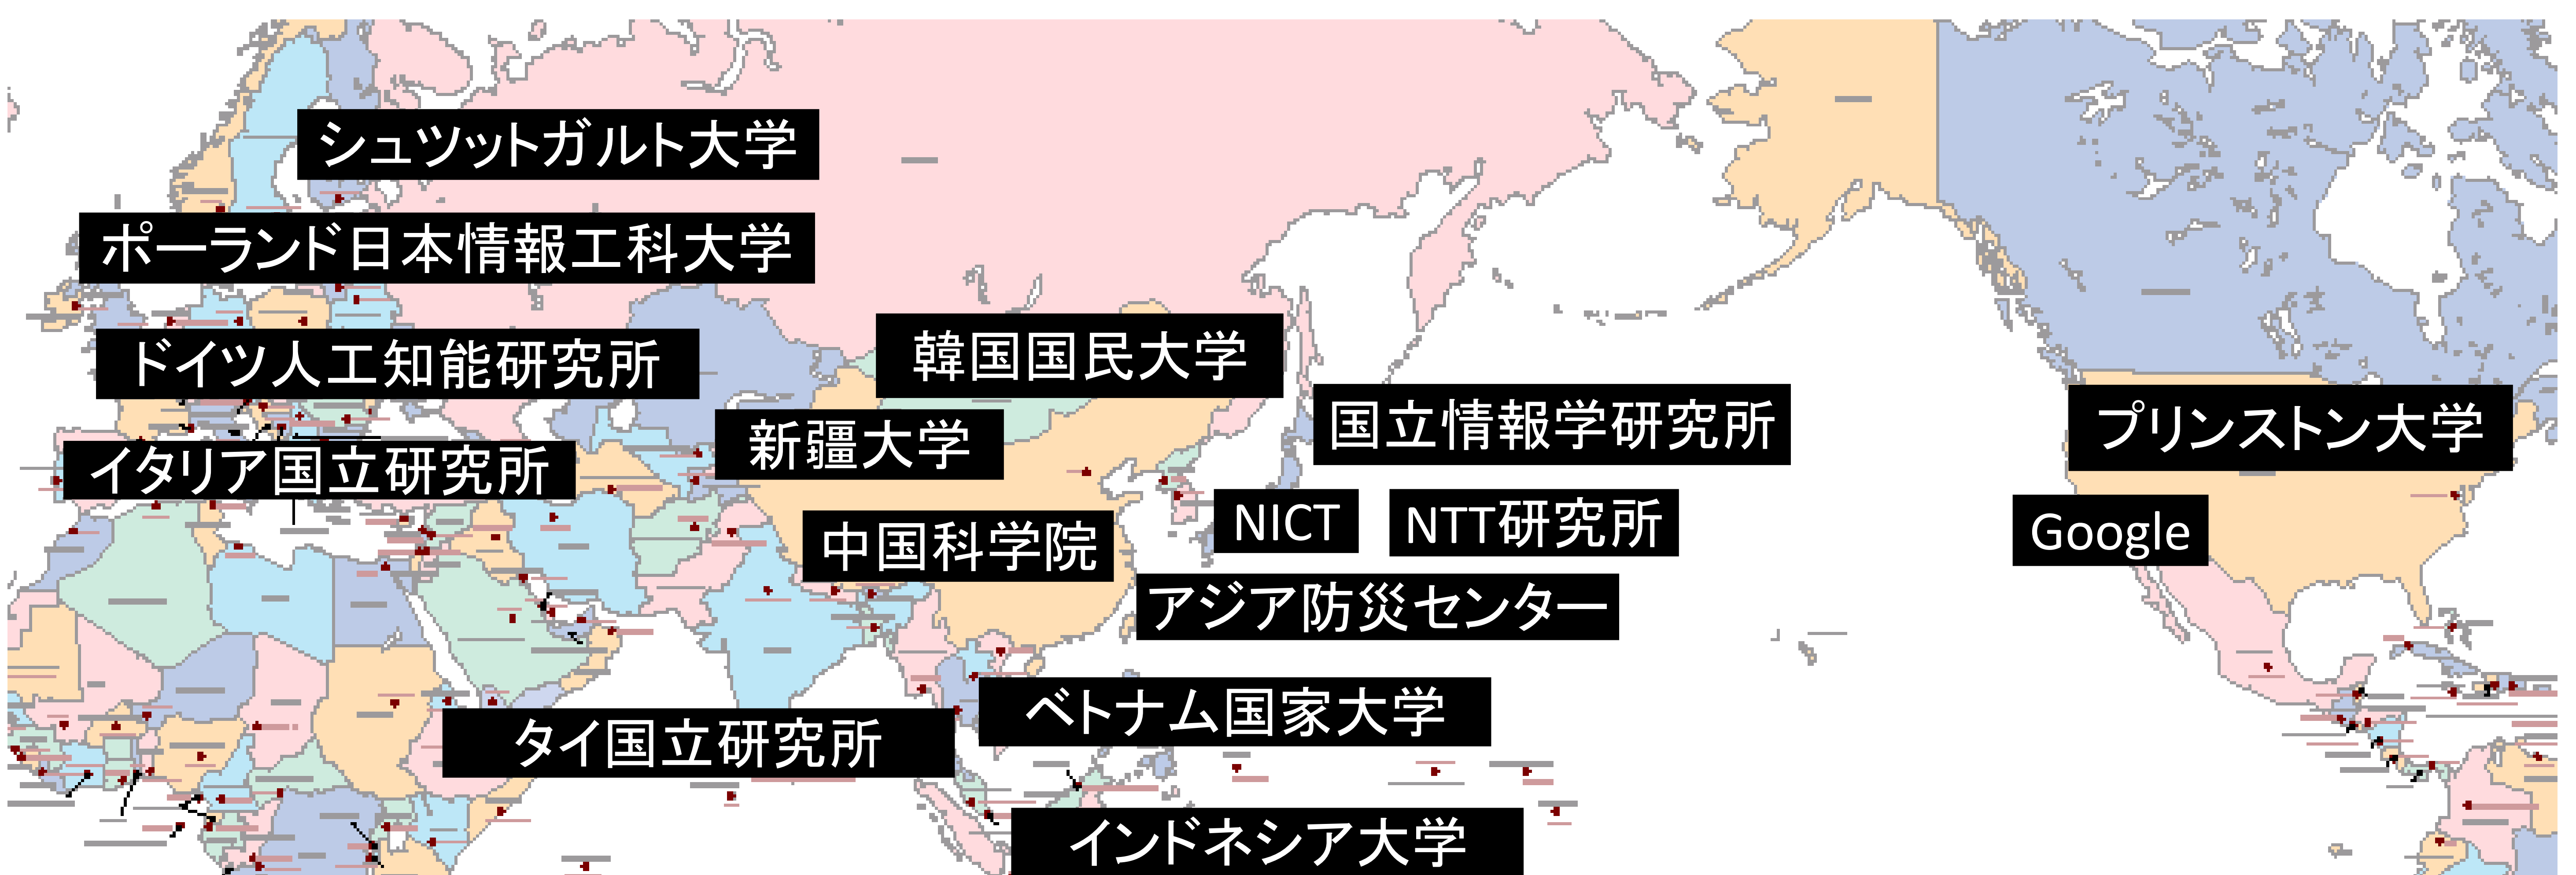 シュツットガルト大学
ポーランド日本情報工科大学
ドイツ人工知能研究所
韓国国民大学
国立情報学研究所
プリンストン大学
新疆大学
イタリア国立研究所
NICT
NTT研究所
Google
中国科学院
アジア防災センター
ベトナム国家大学
タイ国立研究所
インドネシア大学